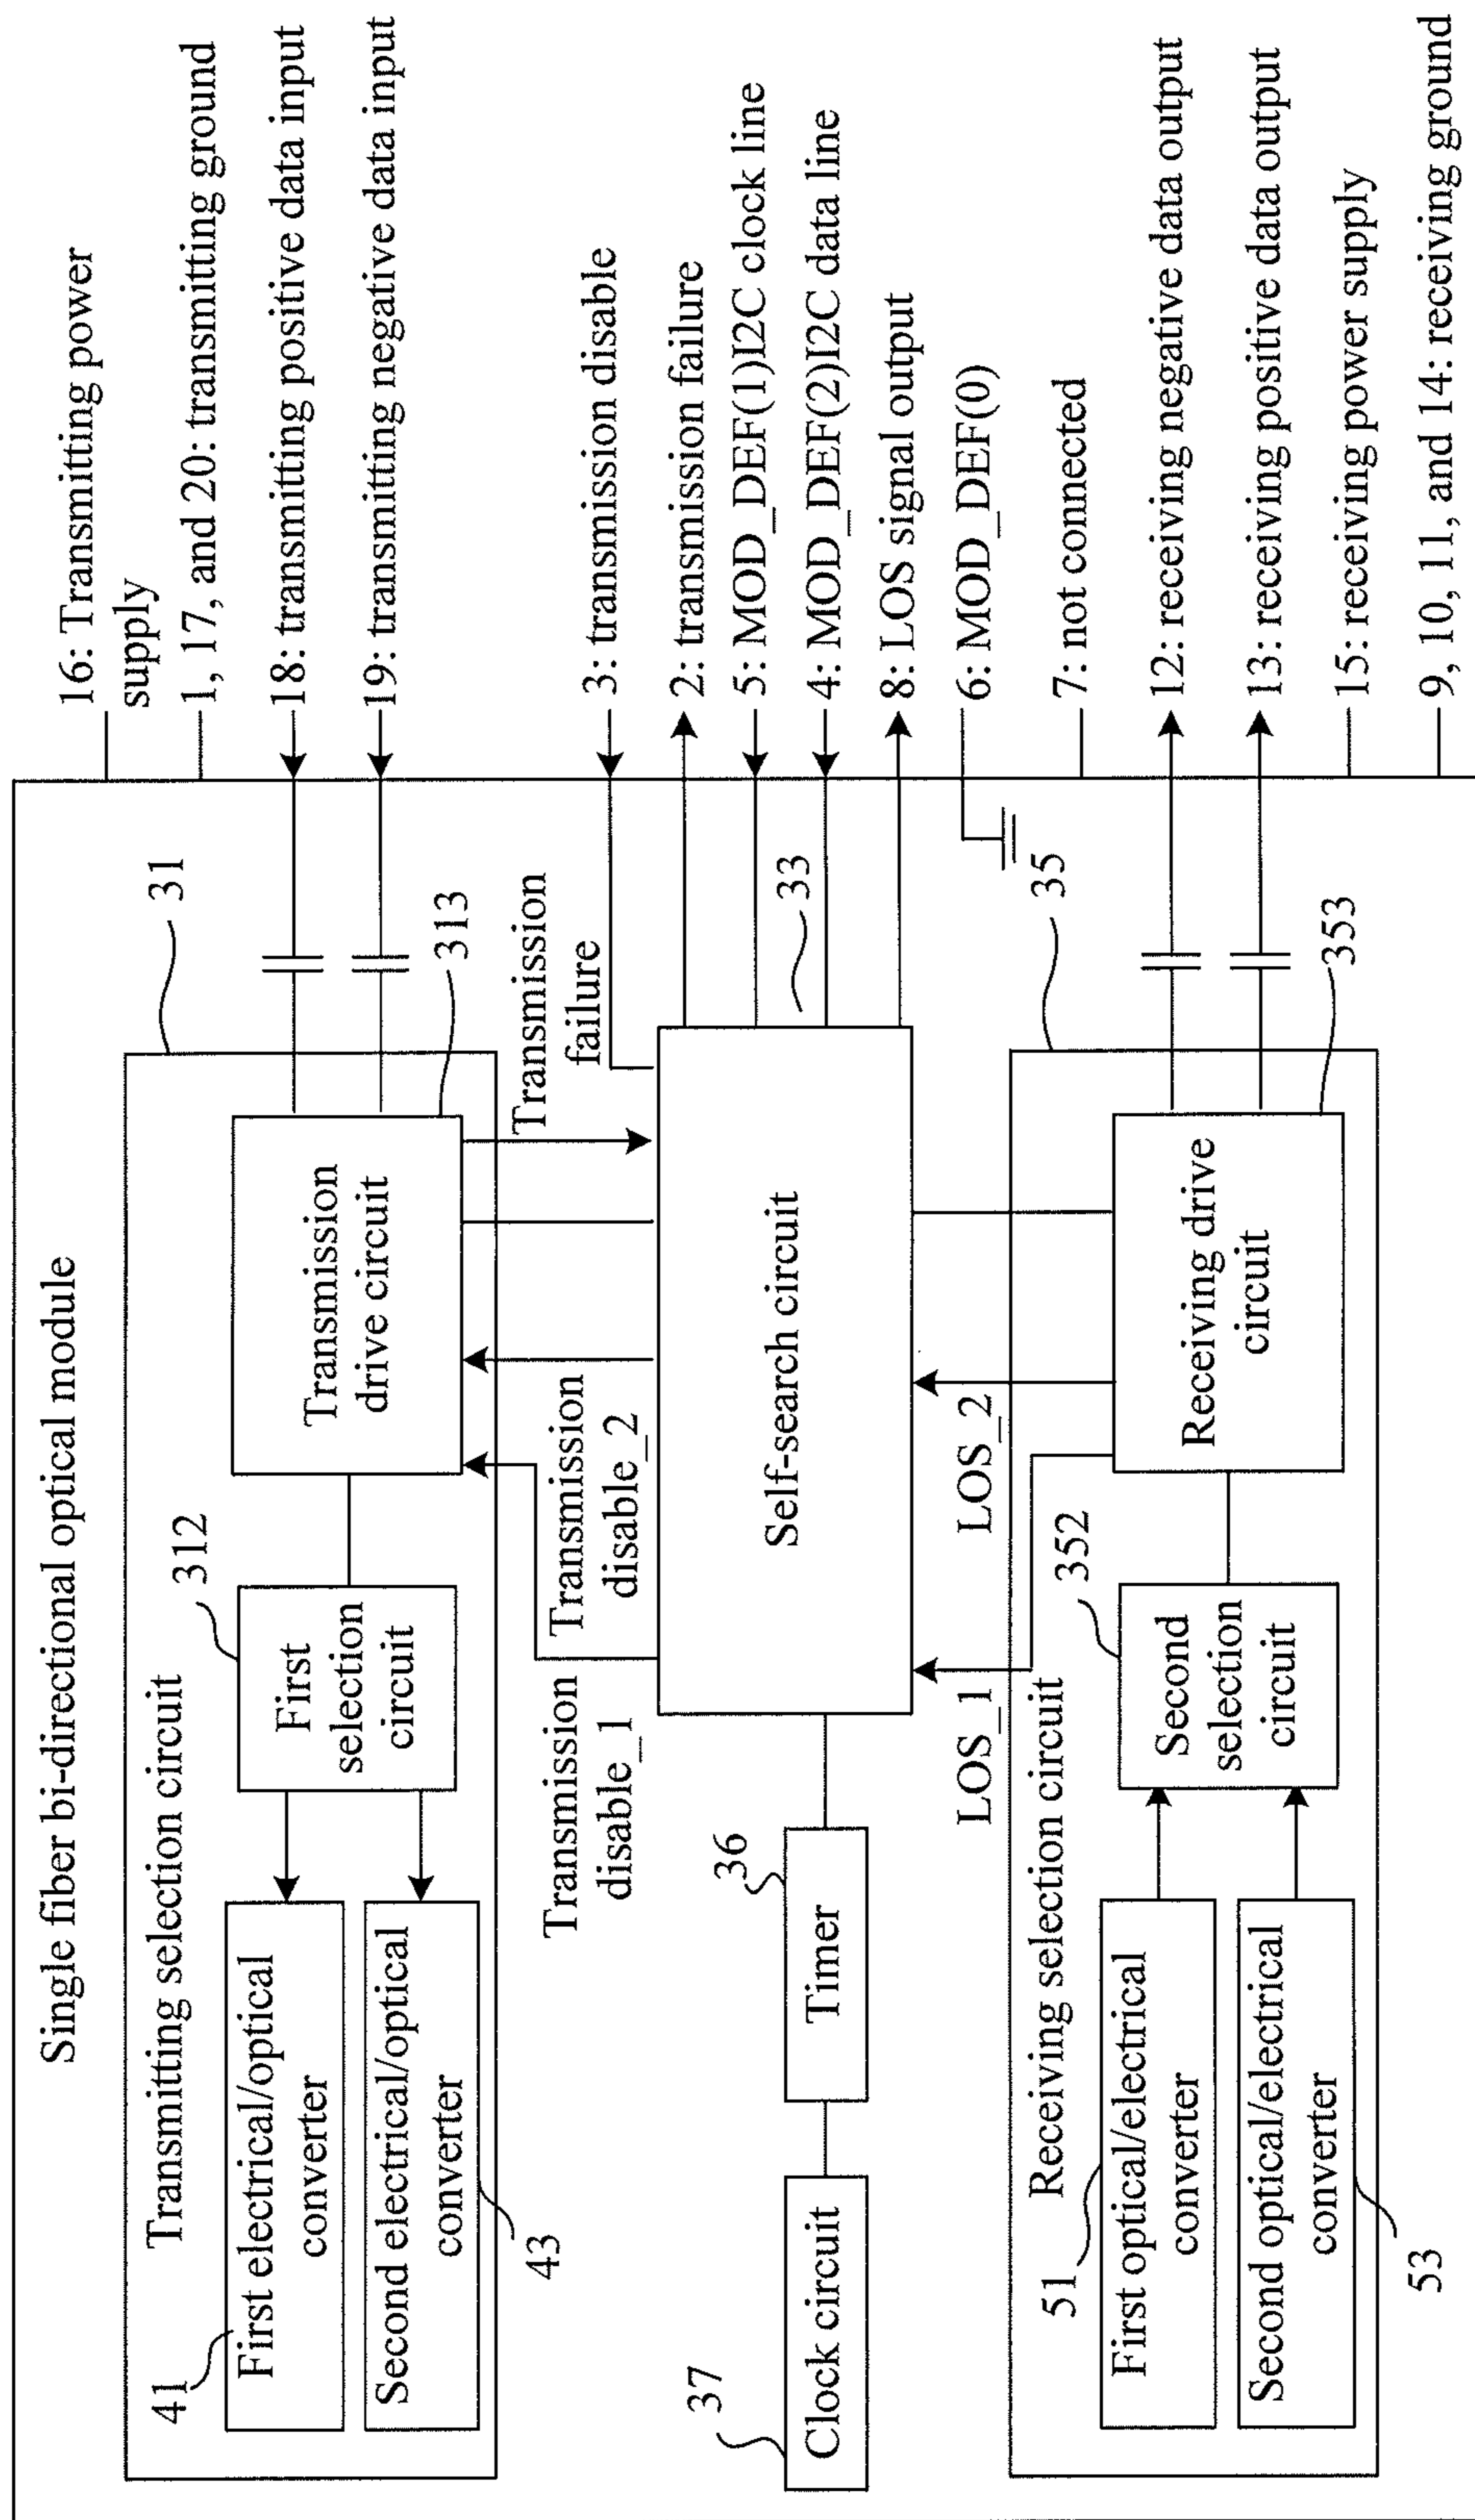 Single fiber bi-directional optical module
Transmitting selection circuit
31
41
First electrical/optical
converter
Second electrical/optical
converter
43
312
First
selection
circuit
Transmission
drive circuit
313
Transmission
disable_1
Transmission
disable_2
Transmission
failure
37
Clock circuit
36
Timer
Self-search circuit
33
LOS_1
LOS_2
Receiving selection circuit
35
51
First optical/electrical
converter
Second optical/electrical
converter
53
352
Second
selection
circuit
Receiving drive
circuit
353
16: Transmitting power
supply
1, 17, and 20: transmitting ground
18: transmitting positive data input
19: transmitting negative data input
3: transmission disable
2: transmission failure
5: MOD_DEF(1)I2C clock line
4: MOD_DEF(2)I2C data line
8: LOS signal output
6: MOD_DEF(0)
7: not connected
12: receiving negative data output
13: receiving positive data output
15: receiving power supply
9, 10, 11, and 14: receiving ground